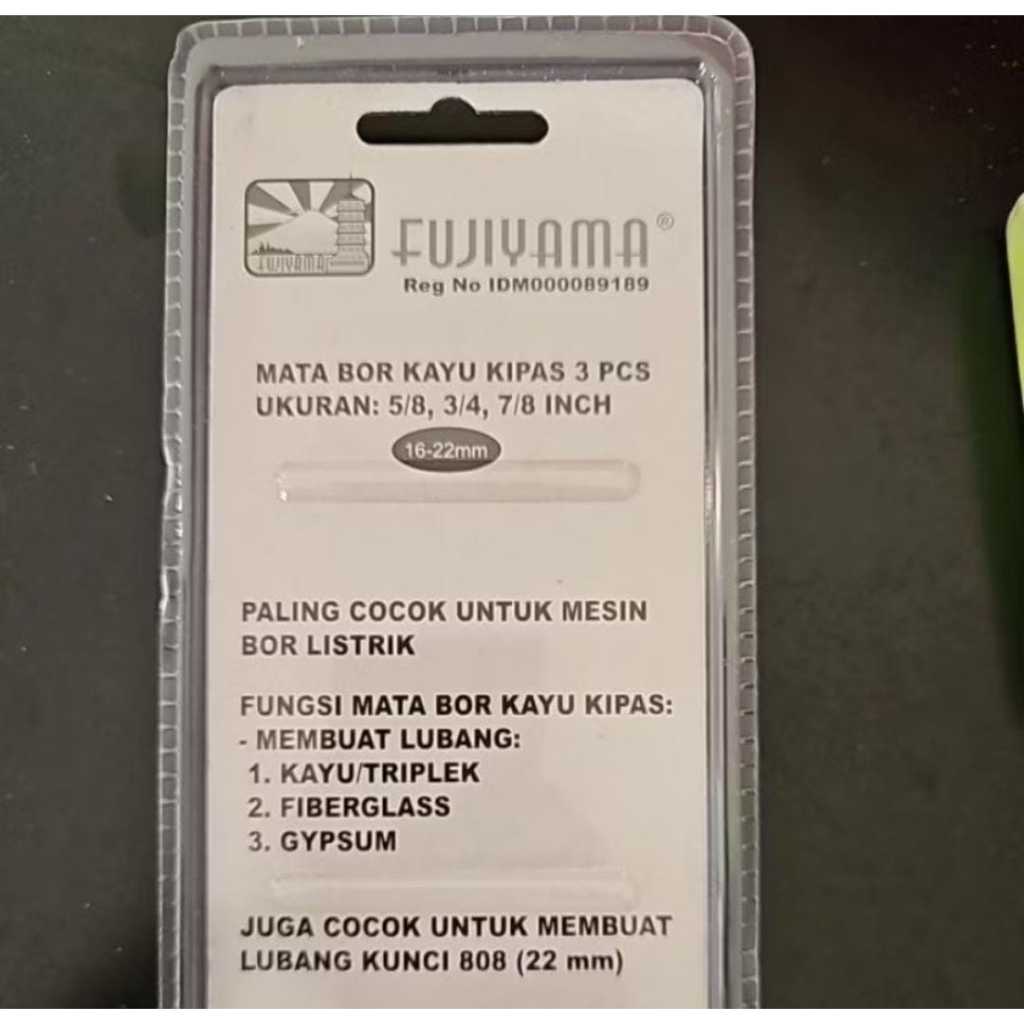 FUJIYAMA
FUJIYAMA®
Reg No IDM000089189
MATA BOR KAYU KIPAS 3 PCS
UKURAN: 5/8, 3/4, 7/8 INCH
16-22mm
PALING COCOK UNTUK MESIN
BOR LISTRIK
FUNGSI MATA BOR KAYU KIPAS:
- MEMBUAT LUBANG:
1. KAYU/TRIPLEK
2. FIBERGLASS
3. GYPSUM
JUGA COCOK UNTUK MEMBUAT
LUBANG KUNCI 808 (22 mm)